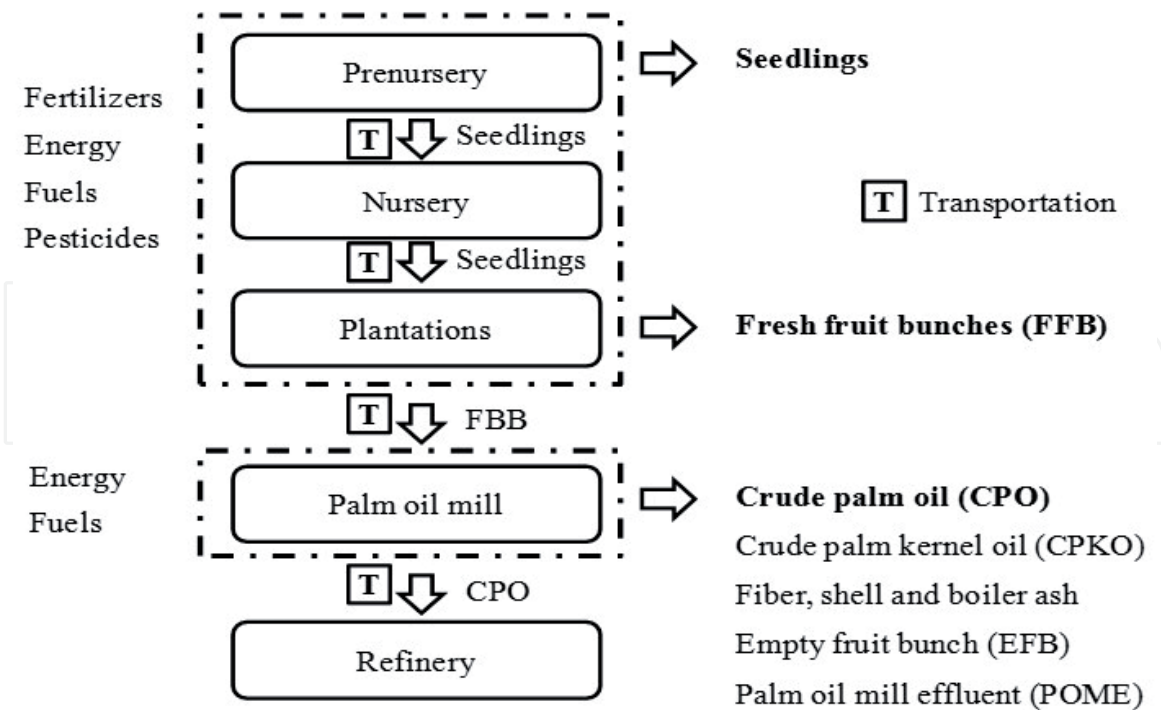 Prenursery
Seedlings
Fertilizers
Energy
Fuels
Pesticides
T
Seedlings
Nursery
T Transportation
T
Seedlings
Plantations
Fresh fruit bunches (FFB)
T
FBB
Energy
Fuels
Palm oil mill
Crude palm oil (CPO)
Crude palm kernel oil (CPKO)
Fiber, shell and boiler ash
Empty fruit bunch (EFB)
Palm oil mill effluent (POME)
T
CPO
Refinery